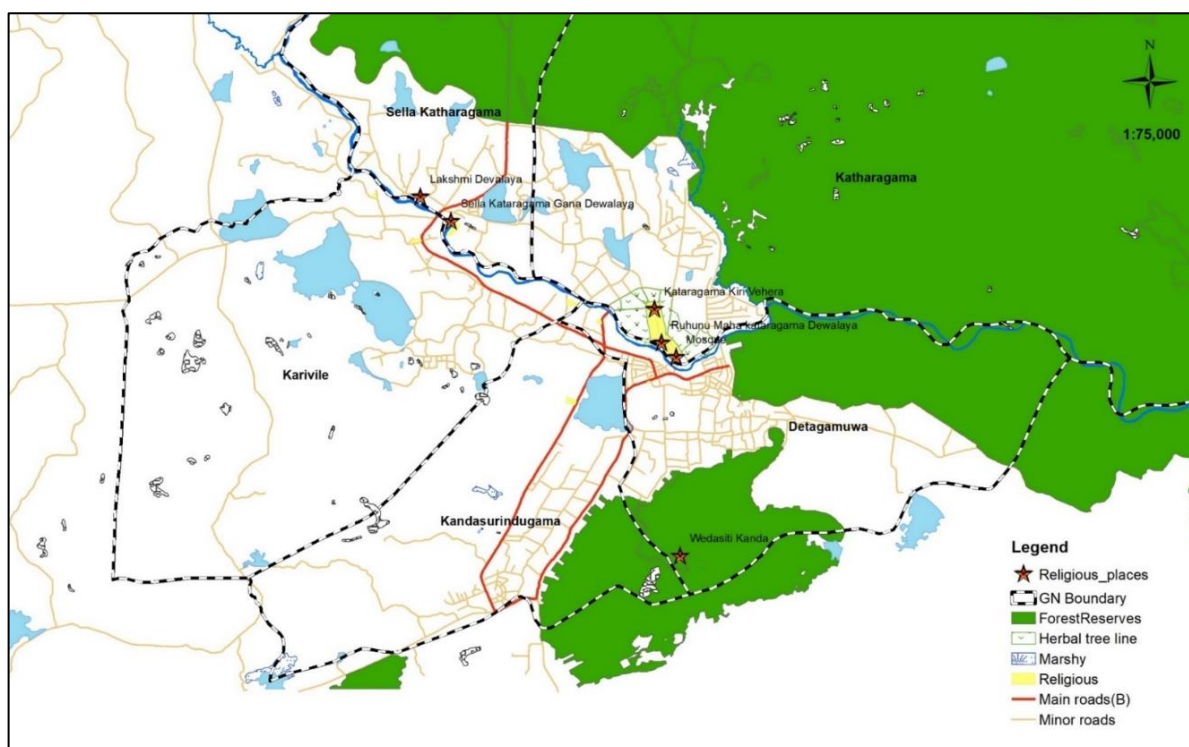 N
Sella Katharagama
1:75,000
Katharagama
Lakshmi Devalaya
Sella Kataragama Gana Dewalaya
Kataragama Kiri Vehera
Ruhunu Maha kataragama Dewalaya
Mosque
Karivile
Detagamuwa
Kandasurindugama
Wedasiti Kanda
Legend
Religious_places
GN Boundary
ForestReserves
Herbal tree line
Marshy
Religious
Main roads(B)
Minor roads